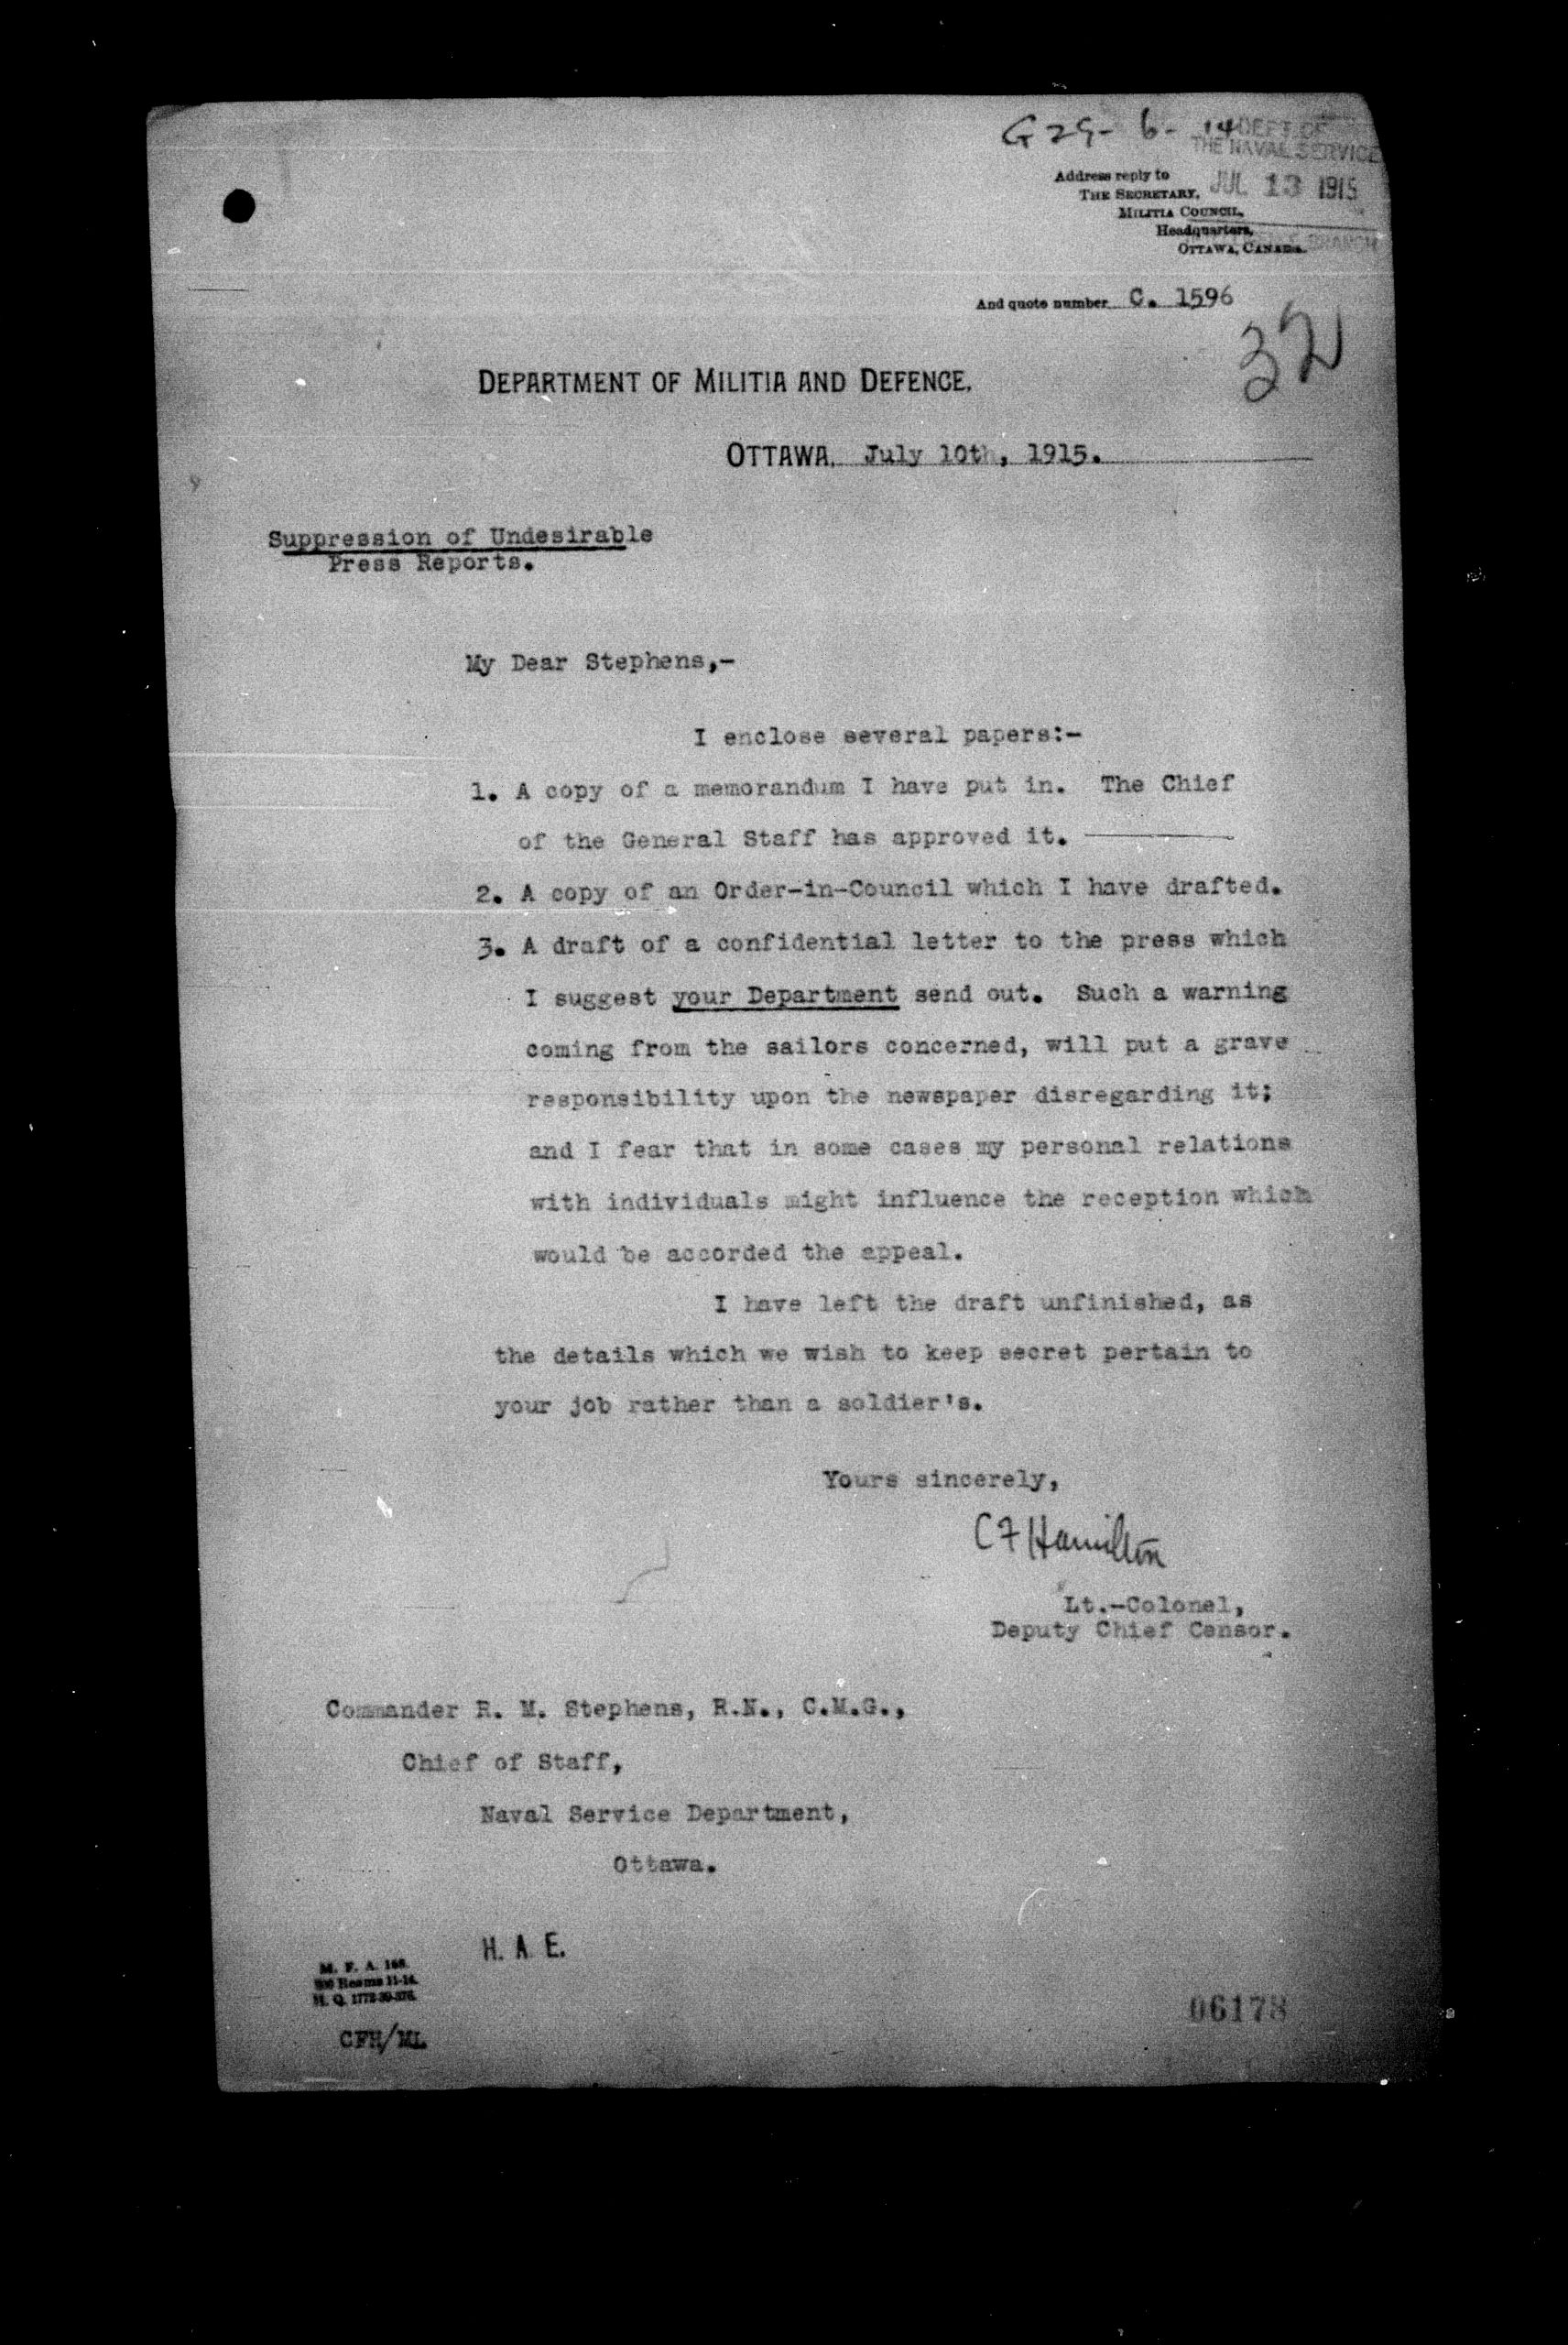 G 29- 6- 14
DEPT. OF
THE NAVAL SERVICE
JUL 13 1915
BRANCH
Address reply to
THE SECRETARY,
MILITIA COUNCIL,
Headquarters,
OTTAWA, CANADA.
And quote number C. 1596
32
DEPARTMENT OF MILITIA AND DEFENCE.
OTTAWA. July 10th, 1915.
Suppression of Undesirable
Press Reports.
My Dear Stephens,-
I enclose several papers:-
1. A copy of a memorandum I have put in. The Chief
of the General Staff has approved it.
2. A copy of an Order-in-Council which I have drafted.
3. A draft of a confidential letter to the press which
I suggest your Department send out. Such a warning
coming from the sailors concerned, will put a grave
responsibility upon the newspaper disregarding it;
and I fear that in some cases my personal relations
with individuals might influence the reception which
would be accorded the appeal.
I have left the draft unfinished, as
the details which we wish to keep secret pertain to
your job rather than a soldier's.
Yours sincerely,
C F Hamilton
Lt.-Colonel,
Deputy Chief Censor.
Commander R. M. Stephens, R.N., C.M.G.,
Chief of Staff,
Naval Service Department,
Ottawa.
H. A. E.
M. F. A. 168.
Reams 11-14.
H. Q. 1772-39-
CFH/ML
06178